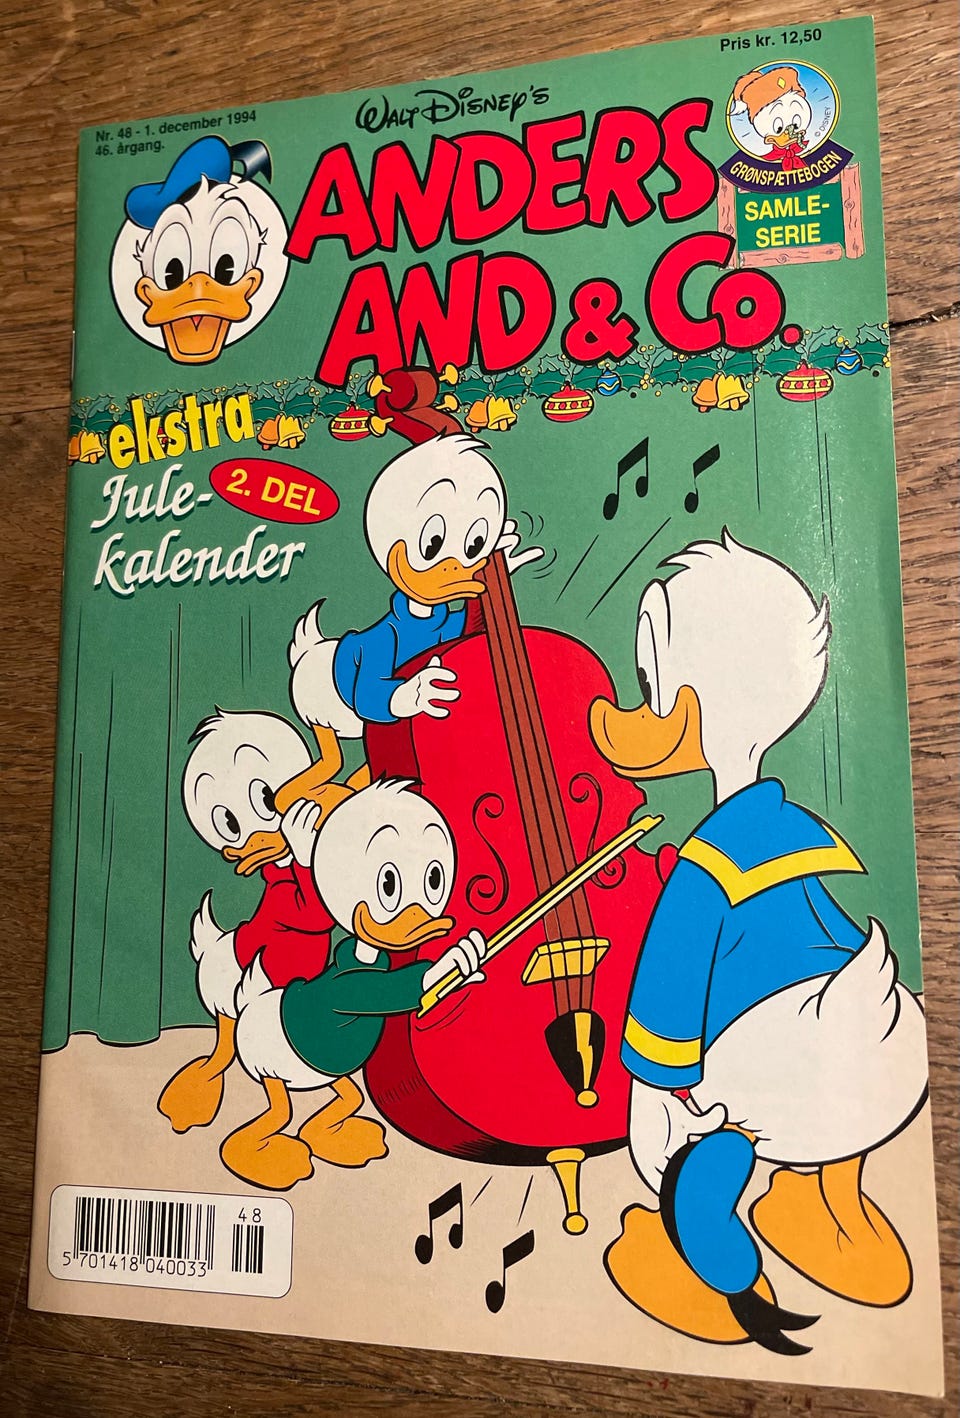 Pris kr. 12,50
Nr. 48 - 1. december 1994
46. årgang.
WALT DISNEY'S
ANDERS
AND & Co.
© DISNEY
GRØNSPÆTTEBOGEN
SAMLE-
SERIE
ekstra
Jule-
kalender
2. DEL
48
5 701418 040033